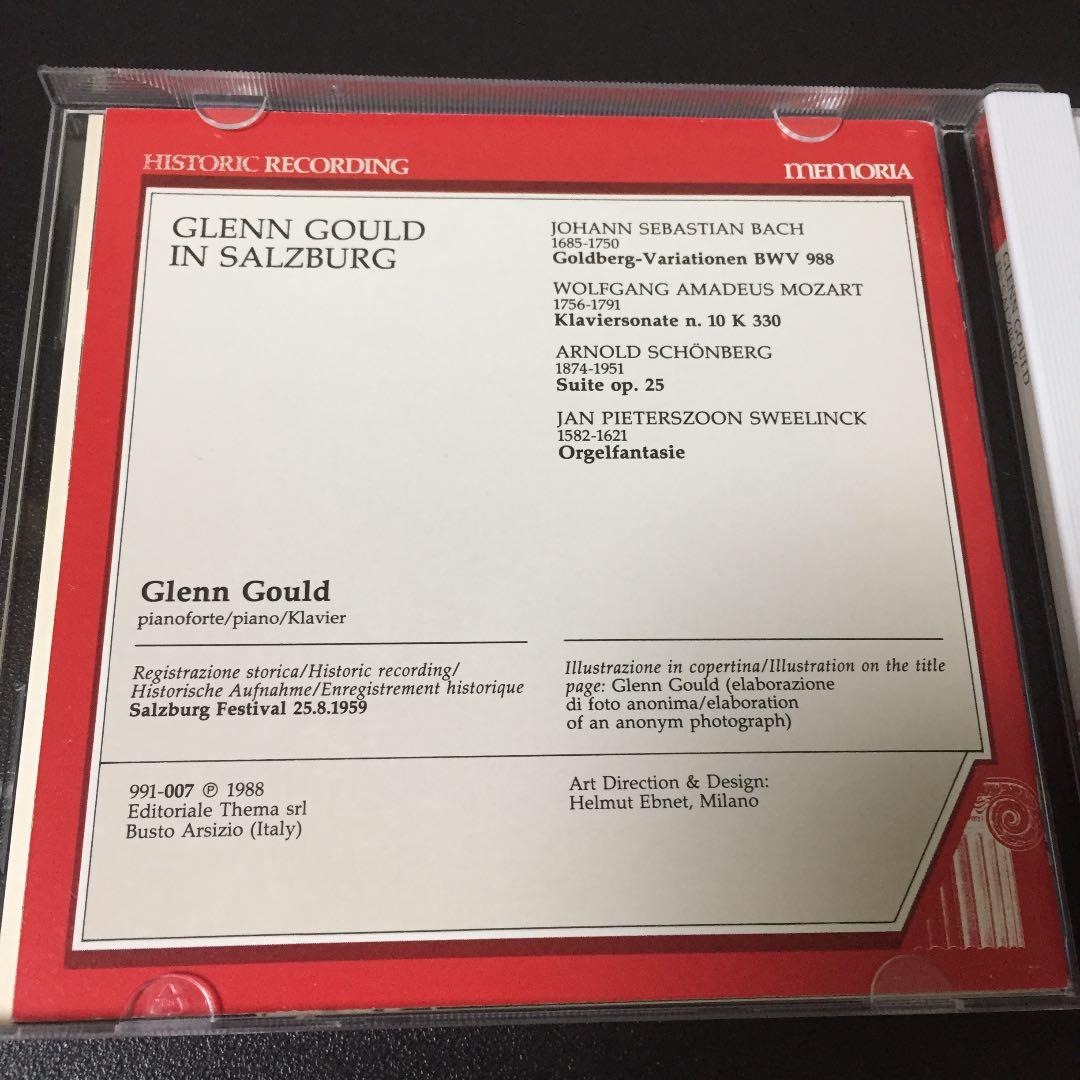 HISTORIC RECORDING
MEMORIA
GLENN GOULD
IN SALZBURG
JOHANN SEBASTIAN BACH
1685-1750
Goldberg-Variationen BWV 988
WOLFGANG AMADEUS MOZART
1756-1791
Klaviersonate n. 10 K 330
ARNOLD SCHÖNBERG
1874-1951
Suite op. 25
JAN PIETERSZOON SWEELINCK
1582-1621
Orgelfantasie
Glenn Gould
pianoforte/piano/Klavier
Registrazione storica/Historic recording/
Historische Aufnahme/Enregistrement historique
Salzburg Festival 25.8.1959
Illustrazione in copertina/Illustration on the title
page: Glenn Gould (elaborazione
di foto anonima/elaboration
of an anonym photograph)
991-007 ℗ 1988
Editoriale Thema srl
Busto Arsizio (Italy)
Art Direction & Design:
Helmut Ebnet, Milano
GLENN GOULD